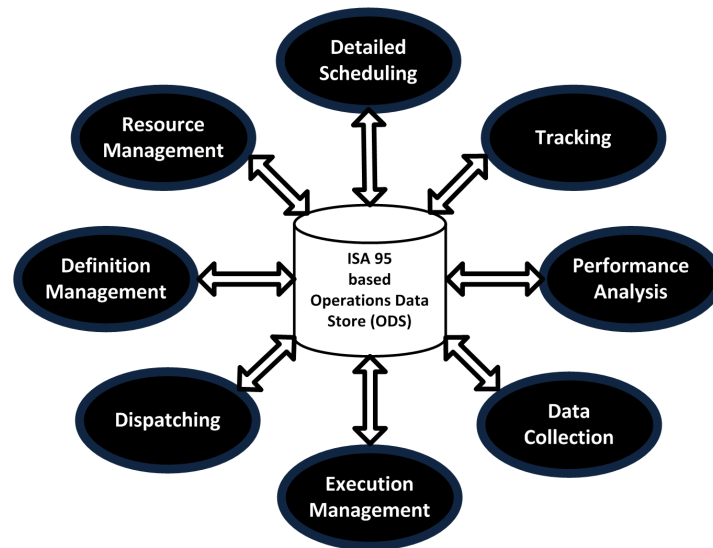 Detailed
Scheduling
Resource
Management
Tracking
ISA 95
based
Operations Data
Store (ODS)
Definition
Management
Performance
Analysis
Dispatching
Data
Collection
Execution
Management